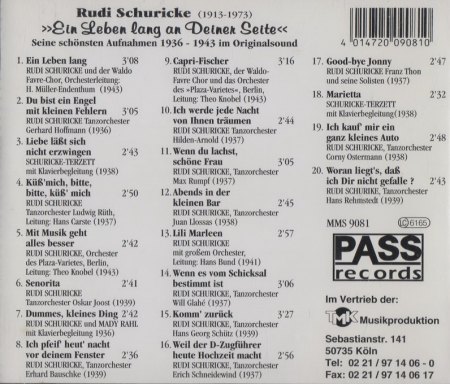 Rudi Schuricke (1913-1973)
»Ein Leben lang an Deiner Seite«
Seine schönsten Aufnahmen 1936 - 1943 im Originalsound
4 014720 090810
1. Ein Leben lang 3'08
RUDI SCHURICKE und der Waldo
Favre-Chor, Orchesterleitung:
H. Müller-Endenthum (1943)
2. Du bist ein Engel
mit kleinen Fehlern 3'05
RUDI SCHURICKE, Tanzorchester
Gerhard Hoffmann (1936)
3. Liebe läßt sich
nicht erzwingen 2'43
SCHURICKE-TERZETT
mit Klavierbegleitung (1938)
4. Küß'mich, bitte,
bitte, küß' mich 2'50
RUDI SCHURICKE
Tanzorchester Ludwig Rüth,
Leitung: Hans Carste (1937)
5. Mit Musik geht
alles besser 2'42
RUDI SCHURICKE, Orchester
des Plaza-Varietes, Berlin,
Leitung: Theo Knobel (1943)
6. Senorita 2'41
RUDI SCHURICKE
Tanzorchester Oskar Joost (1939)
7. Dummes, kleines Ding 2'42
RUDI SCHURICKE und MADY RAHL
mit Klavierbegleitung (1936)
8. Ich pfeif' heut' nacht
vor deinem Fenster 2'36
RUDI SCHURICKE, Tanzorchester
Erhard Bauschke (1939)
9. Capri-Fischer 3'16
RUDI SCHURICKE, der Waldo-
Favre Chor und das Orchester
des »Plaza-Varietes«, Berlin,
Leitung: Theo Knobel (1943)
10. Ich werde jede Nacht
von Ihnen träumen 2'44
RUDI SCHURICKE, Tanzorchester
Hilden-Arnold (1937)
11. Wenn du lachst,
schöne Frau 3'05
RUDI SCHURICKE, Tanzorchester
Max Rumpf (1937)
12. Abends in der
kleinen Bar 2'45
RUDI SCHURICKE, Tanzorchester
Juan Llossas (1938)
13. Lili Marleen 2'57
RUDI SCHURICKE
mit großem Orchester,
Leitung: Hans Bund (1941)
14. Wenn es vom Schicksal
bestimmt ist 3'06
RUDI SCHURICKE, Tanzorchester
Will Glahé (1937)
15. Komm' zurück 3'27
RUDI SCHURICKE, Tanzorchester
Hans Georg Schütz (1939)
16. Weil der D-Zugführer
heute Hochzeit macht 2'56
RUDI SCHURICKE, Tanzorchester
Erich Schneidewind (1937)
17. Good-bye Jonny 2'47
RUDI SCHURICKE Franz Thon
und seine Solisten (1937)
18. Marietta 2'32
SCHURICKE-TERZETT
mit Klavierbegleitung(1938)
19. Ich kauf' mir ein
ganz kleines Auto 2'48
RUDI SCHURICKE, Tanzorchester
Corny Ostermann (1938)
20. Woran liegt's, daß
ich Dir nicht gefalle ? 2'43
RUDI SCHURICKE, Tanzorchester
Hans Rehmstedt (1939)
MMS 9081 LC 6165
PASS
records
Im Vertrieb der:
TMK Musikproduktion
Sebastianstr. 141
50735 Köln
Tel: 02 21 / 97 14 06 - 0
Fax: 02 21 / 97 14 06 17